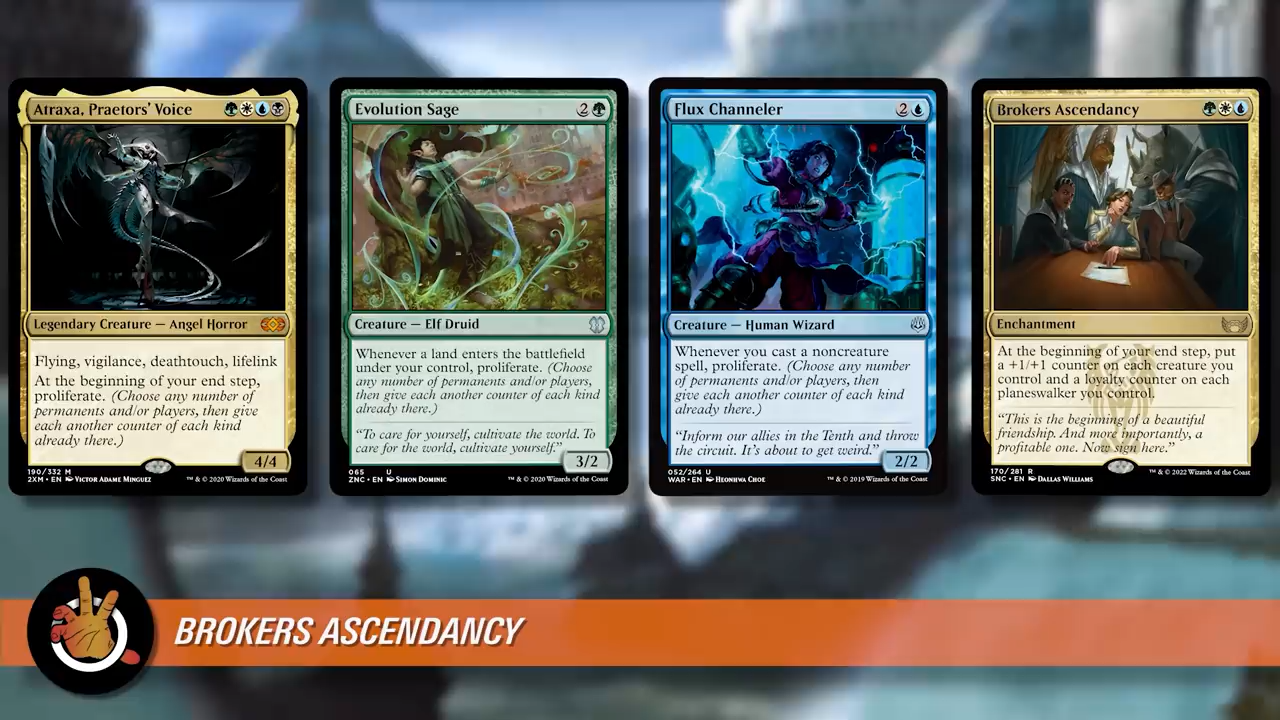 Atraxa, Praetors' Voice
Legendary Creature — Angel Horror
Flying, vigilance, deathtouch, lifelink
At the beginning of your end step,
proliferate. (Choose any number of
permanents and/or players, then give
each another counter of each kind
already there.)
4/4
190/332 M
2XM • EN Victor Adame Minguez
™ & © 2020 Wizards of the Coast
Evolution Sage
2
Creature — Elf Druid
Whenever a land enters the battlefield
under your control, proliferate. (Choose
any number of permanents and/or players,
then give each another counter of each kind
already there.)
"To care for yourself, cultivate the world. To
care for the world, cultivate yourself."
3/2
065 U
ZNC • EN Simon Dominic
™ & © 2020 Wizards of the Coast
Flux Channeler
2
Creature — Human Wizard
Whenever you cast a noncreature
spell, proliferate. (Choose any number
of permanents and/or players, then
give each another counter of each kind
already there.)
"Inform our allies in the Tenth and throw
the circuit. It's about to get weird."
2/2
052/264 U
WAR • EN Heonhwa Choe
™ & © 2019 Wizards of the Coast
Brokers Ascendancy
Enchantment
At the beginning of your end step, put
a +1/+1 counter on each creature you
control and a loyalty counter on each
planeswalker you control.
"This is the beginning of a beautiful
friendship. And more importantly, a
profitable one. Now sign here."
170/281 R
SNC • EN Dallas Williams
™ & © 2022 Wizards of the Coast
BROKERS ASCENDANCY